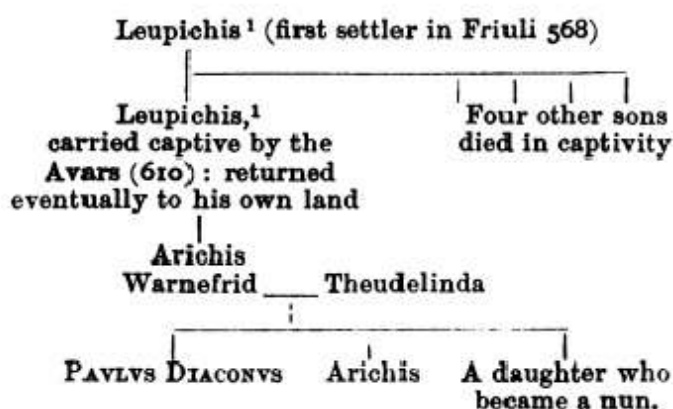 Leupichis¹ (first settler in Friuli 568)
Leupichis,¹
carried captive by the
Avars (610) : returned
eventually to his own land
Four other sons
died in captivity
Arichis
Warnefrid
Theudelinda
PAVLVS DIACONVS
Arichis
A daughter who
became a nun.